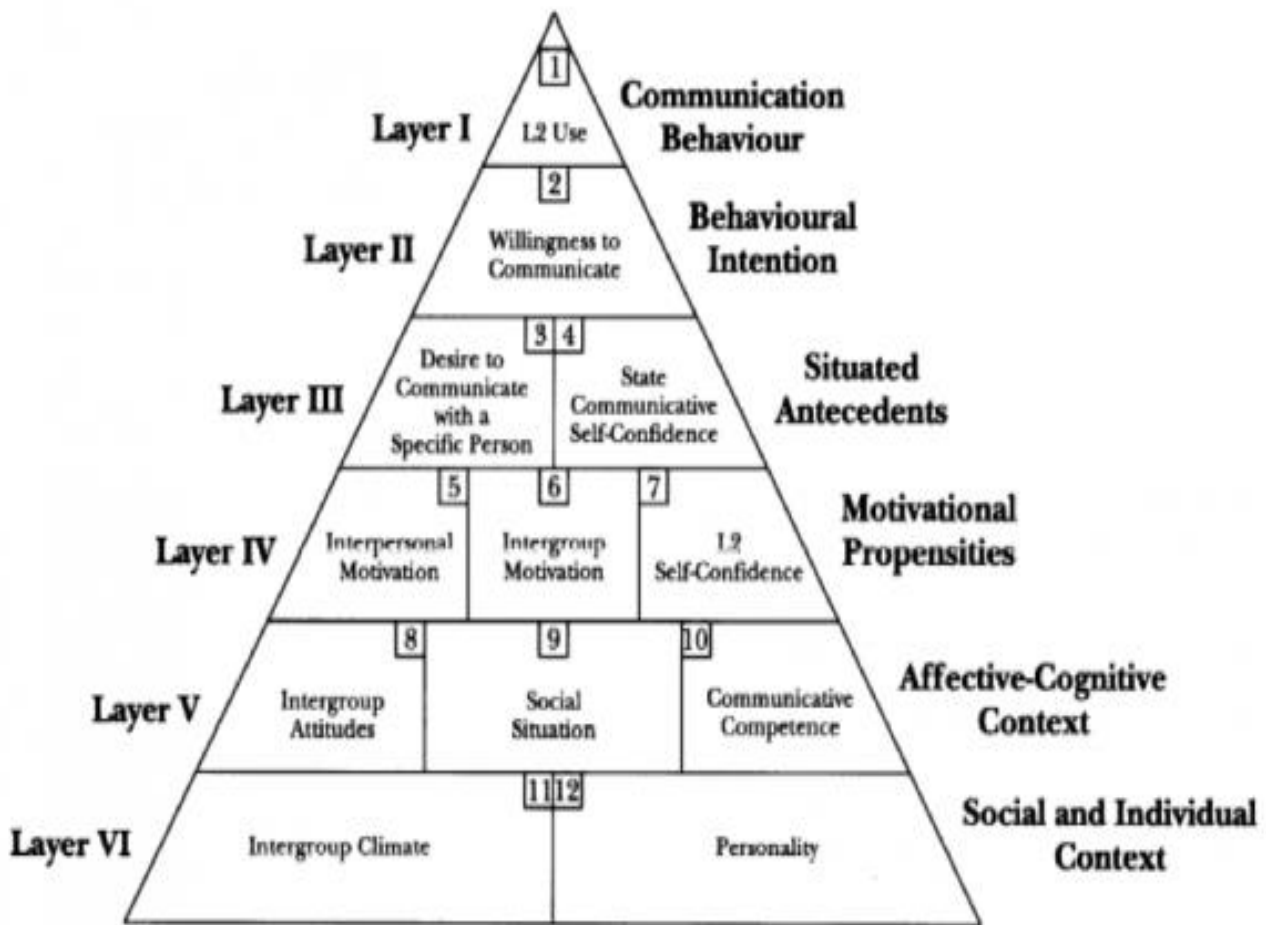 1
Layer I
L2 Use
Communication
Behaviour
2
Layer II
Willingness to
Communicate
Behavioural
Intention
3 4
Layer III
Desire to
Communicate
with a
Specific Person
State
Communicative
Self-Confidence
Situated
Antecedents
5 6 7
Layer IV
Interpersonal
Motivation
Intergroup
Motivation
L2
Self-Confidence
Motivational
Propensities
8 9 10
Layer V
Intergroup
Attitudes
Social
Situation
Communicative
Competence
Affective-Cognitive
Context
11 12
Layer VI
Intergroup Climate
Personality
Social and Individual
Context